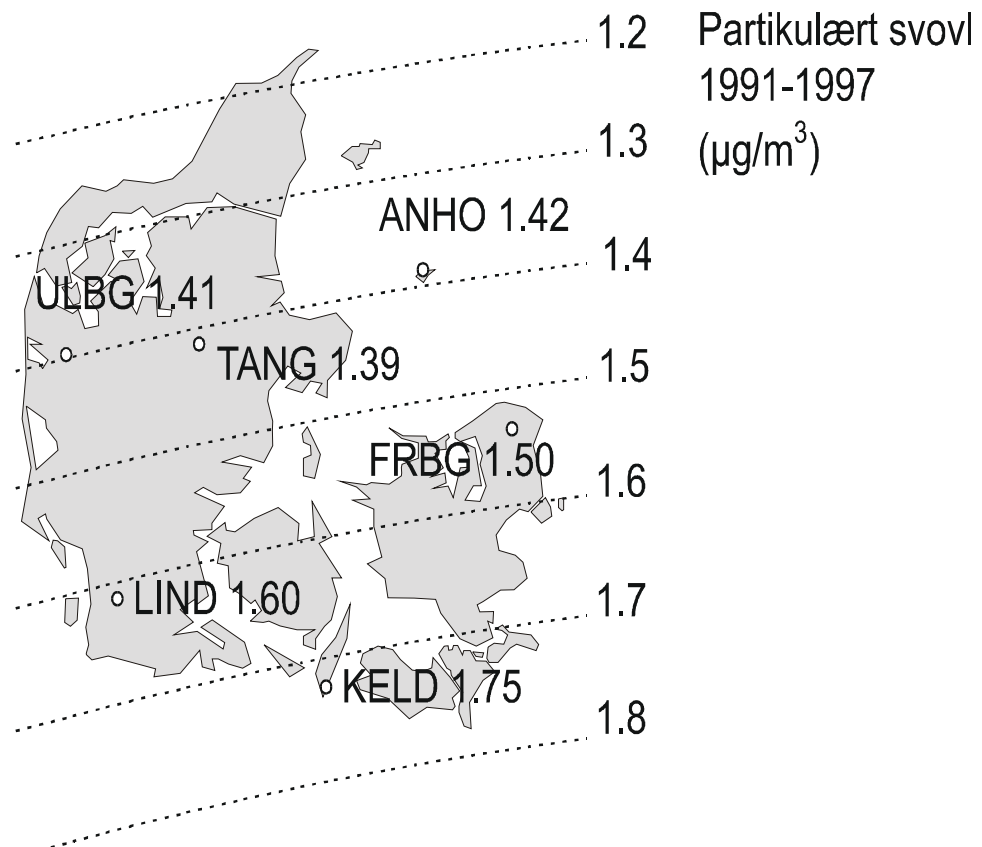 1.2
Partikulært svovl
1991-1997
(µg/m³)
1.3
ANHO 1.42
1.4
ULBG 1.41
TANG 1.39
1.5
FRBG 1.50
1.6
LIND 1.60
1.7
KELD 1.75
1.8